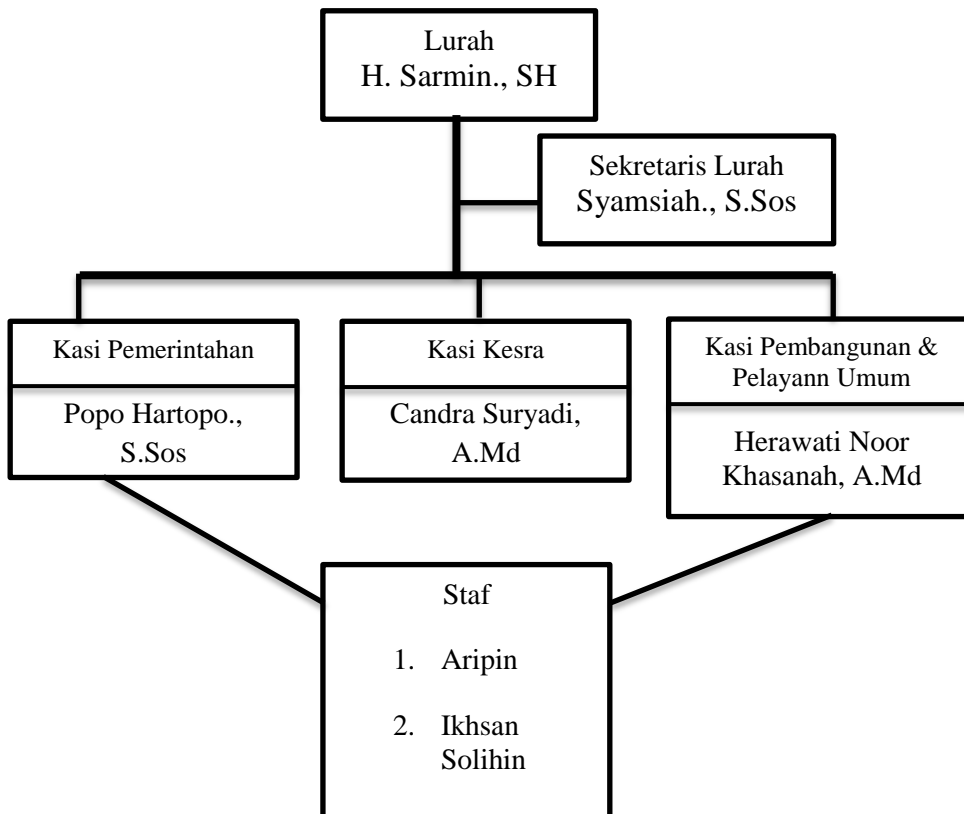 Lurah
H. Sarmin., SH
Sekretaris Lurah
Syamsiah., S.Sos
Kasi Pemerintahan
Popo Hartopo.,
S.Sos
Kasi Kesra
Candra Suryadi,
A.Md
Kasi Pembangunan &
Pelayann Umum
Herawati Noor
Khasanah, A.Md
Staf
1. Aripin
2. Ikhsan
Solihin